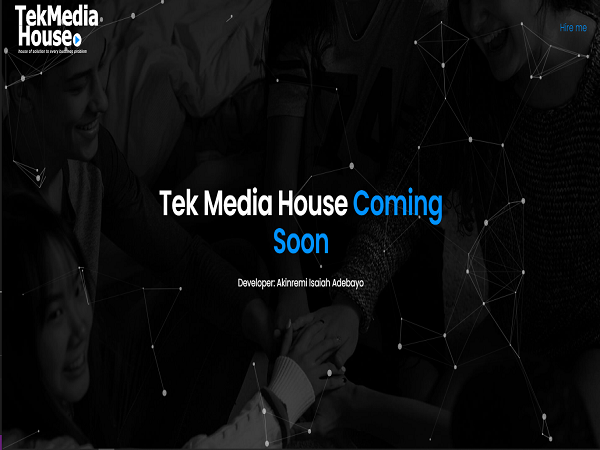 TekMedia
House
house of solution to every business problem
Hire me
Tek Media House Coming
Soon
Developer: Akinremi Isaiah Adebayo